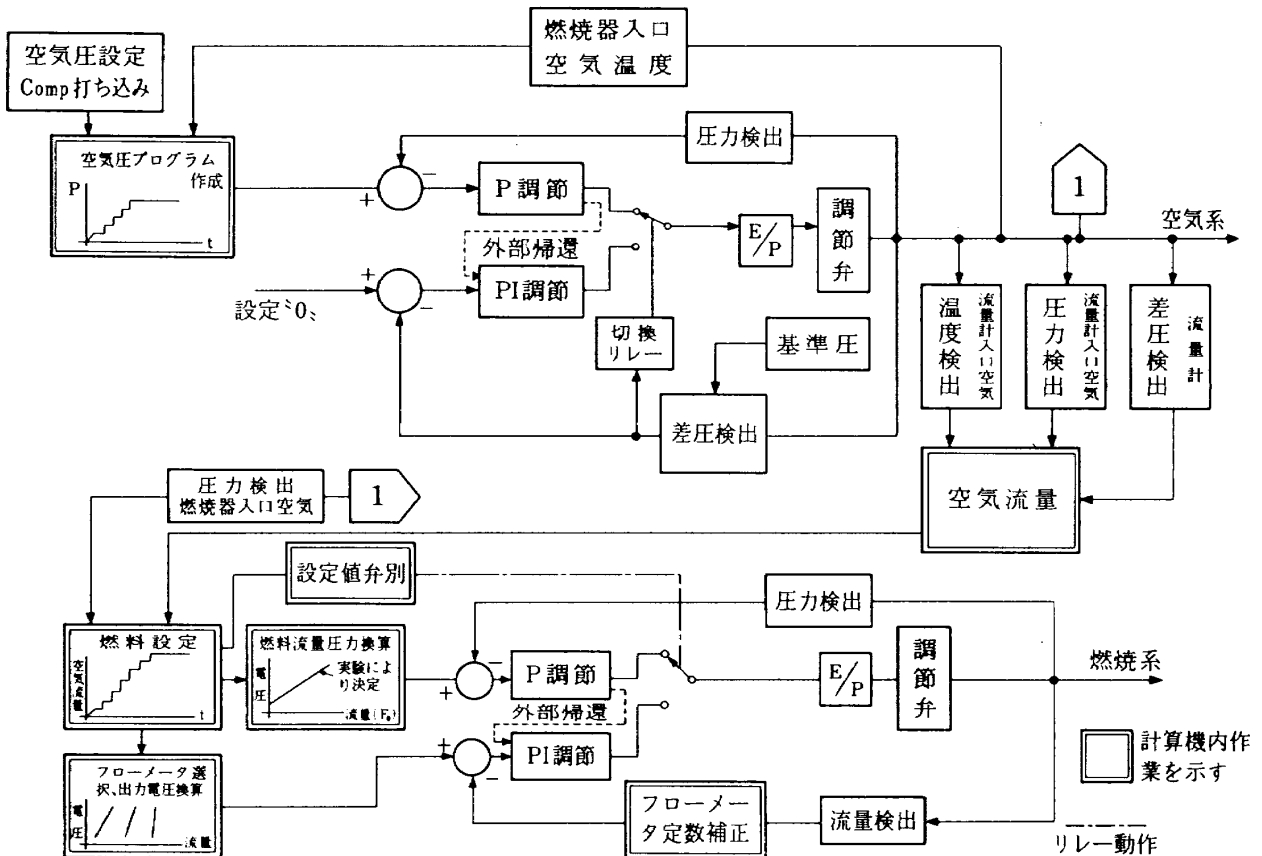 燃焼器入口
空気温度
空気圧設定
Comp打ち込み
圧力検出
空気圧プログラム
作成
P
t
−
+
P調節
外部帰還
E/P
調節弁
1
空気系
+
−
PI調節
設定〝0〟
切換
リレー
基準圧
差圧検出
温度検出
流量計入口空気
圧力検出
流量計入口空気
差圧検出
流量計
空気流量
圧力検出
燃焼器入口空気
1
設定値弁別
圧力検出
燃料設定
空気流量
t
燃料流量圧力換算
電圧
実験によ
り決定
流量(F₀)
−
+
P調節
外部帰還
E/P
調節弁
燃焼系
+
−
PI調節
フローメータ選
択、出力電圧換算
電圧
流量
フローメー
タ定数補正
流量検出
計算機内作
業を示す
リレー動作